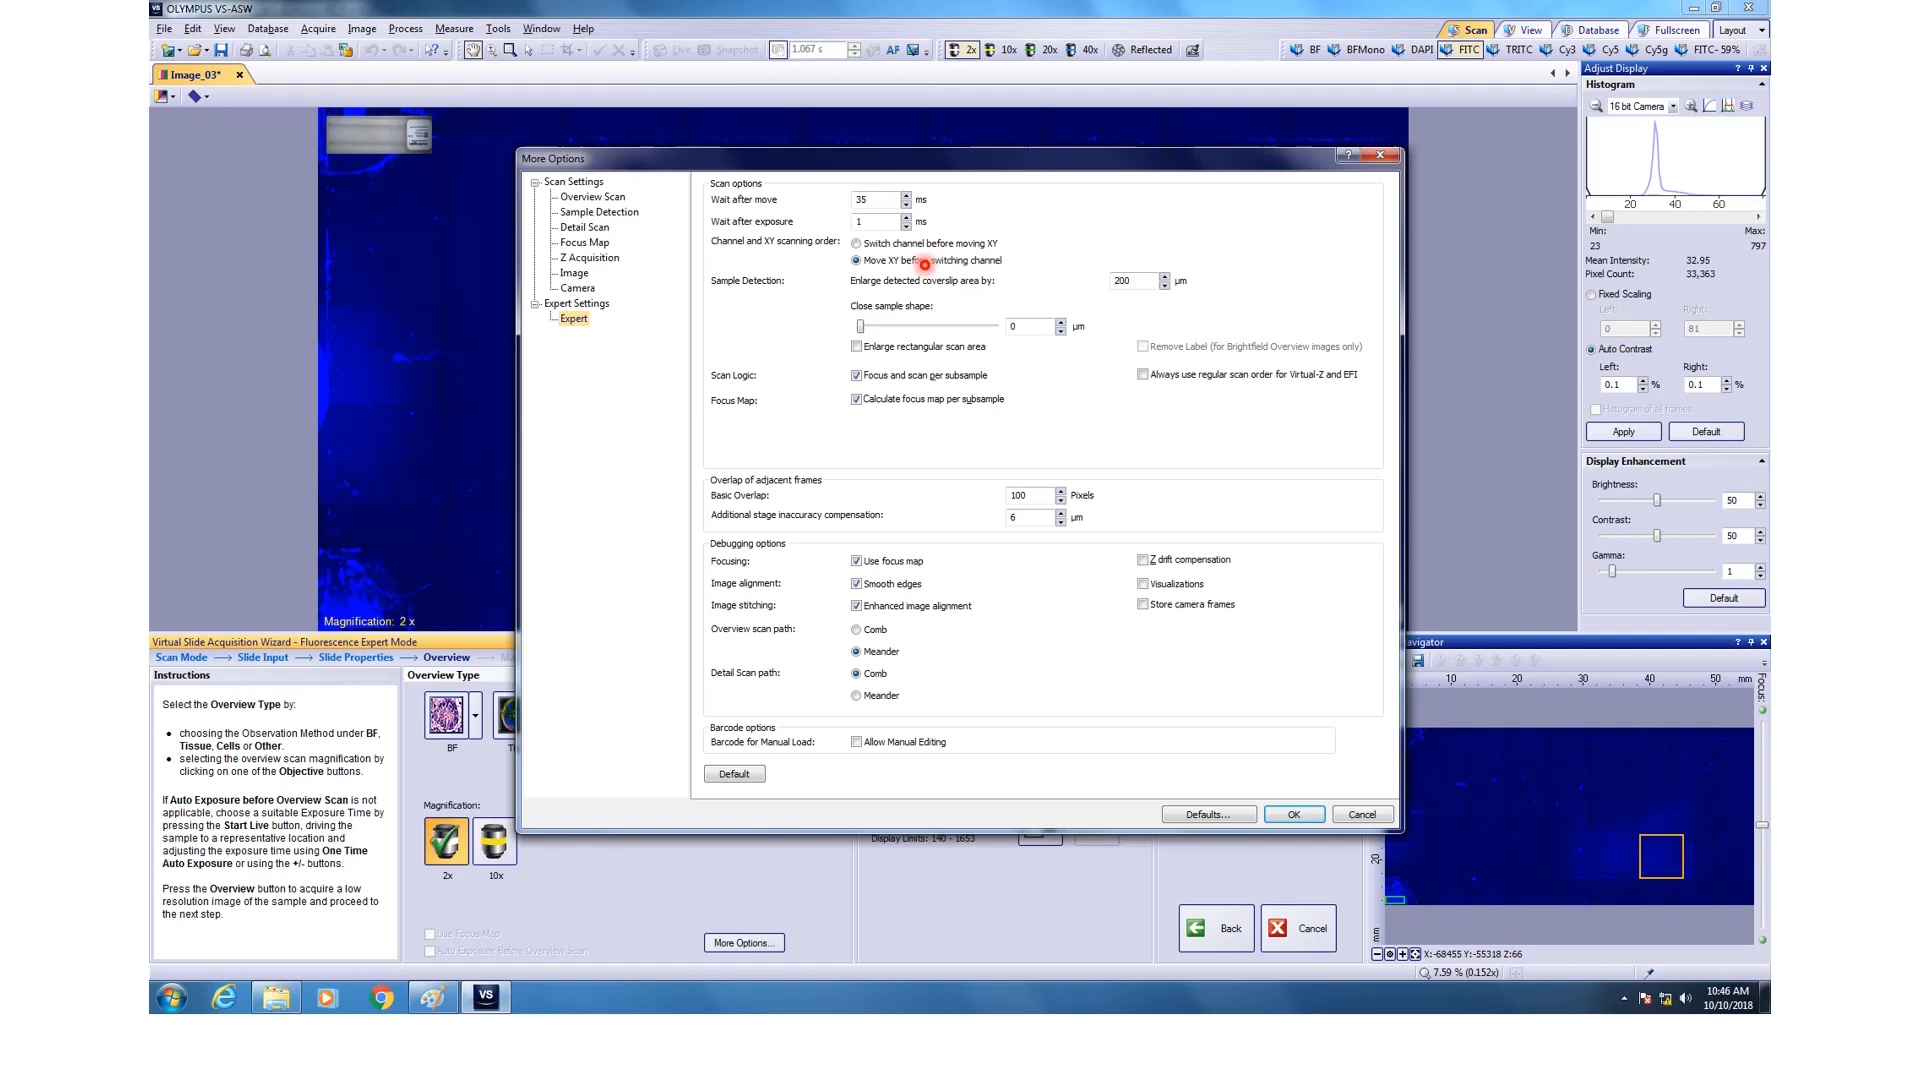 OLYMPUS VS-ASW
File Edit View Database Acquire Image Process Measure Tools Window Help
Scan View Database Fullscreen Layout
Live Snapshot 1.067 s AF 2x 10x 20x 40x Reflected BF BFMono DAPI FITC TRITC Cy3 Cy5 Cy5g FITC- 59%
Image_03*
Adjust Display
Histogram
16 bit Camera
20 40 60
Min: Max:
23 797
Mean Intensity: 32.95
Pixel Count: 33,363
Fixed Scaling
Left: Right:
0 81
Auto Contrast
Left: Right:
0.1 % 0.1 %
Histogram of all frames
Apply Default
Display Enhancement
Brightness:
50
Contrast:
50
Gamma:
1
Default
More Options
Scan Settings
Overview Scan
Sample Detection
Detail Scan
Focus Map
Z Acquisition
Image
Camera
Expert Settings
Expert
Scan options
Wait after move 35 ms
Wait after exposure 1 ms
Channel and XY scanning order: Switch channel before moving XY
Move XY before switching channel
Sample Detection: Enlarge detected coverslip area by: 200 µm
Close sample shape:
0 µm
Enlarge rectangular scan area Remove Label (for Brightfield Overview images only)
Scan Logic: Focus and scan per subsample Always use regular scan order for Virtual-Z and EFI
Focus Map: Calculate focus map per subsample
Overlap of adjacent frames
Basic Overlap: 100 Pixels
Additional stage inaccuracy compensation: 6 µm
Debugging options
Focusing: Use focus map Z drift compensation
Image alignment: Smooth edges Visualizations
Image stitching: Enhanced image alignment Store camera frames
Overview scan path: Comb
Meander
Detail Scan path: Comb
Meander
Barcode options
Barcode for Manual Load: Allow Manual Editing
Default
Defaults... OK Cancel
Magnification: 2 x
Virtual Slide Acquisition Wizard - Fluorescence Expert Mode
Scan Mode Slide Input Slide Properties Overview
Instructions
Select the Overview Type by:
choosing the Observation Method under BF,
Tissue, Cells or Other.
selecting the overview scan magnification by
clicking on one of the Objective buttons.
If Auto Exposure before Overview Scan is not
applicable, choose a suitable Exposure Time by
pressing the Start Live button, driving the
sample to a representative location and
adjusting the exposure time using One Time
Auto Exposure or using the +/- buttons.
Press the Overview button to acquire a low
resolution image of the sample and proceed to
the next step.
Overview Type
BF
Magnification:
2x 10x
Use Focus Map
Auto Exposure Before Overview Scan
More Options...
Display Limits: 140 - 1653
Back Cancel
avigator
10 20 30 40 50 mm
Focus:
20
mm
X:-68455 Y:-55318 Z:66
7.59 % (0.152x)
VS
10:46 AM
10/10/2018